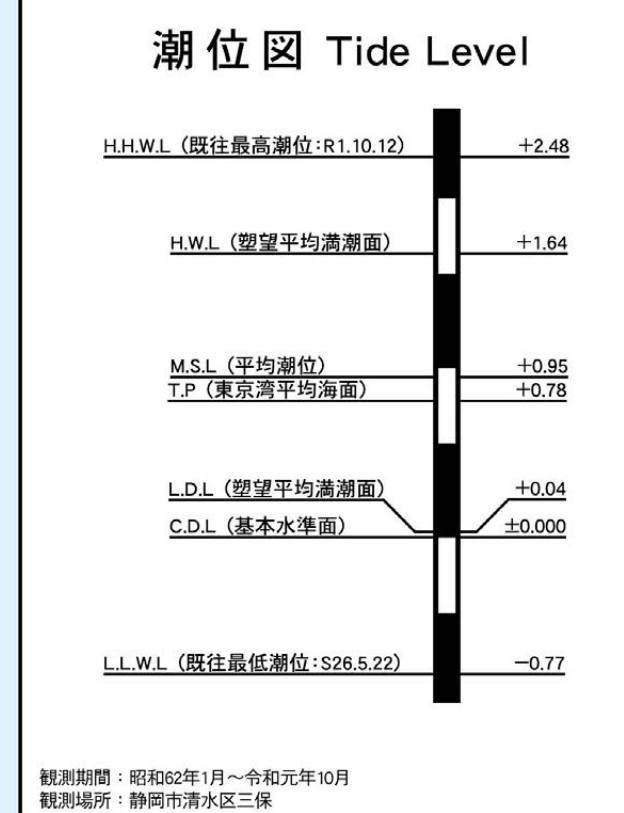 潮位図 Tide Level
H.H.W.L（既往最高潮位：R1.10.12） +2.48
H.W.L（塑望平均満潮面） +1.64
M.S.L（平均潮位） +0.95
T.P（東京湾平均海面） +0.78
L.D.L（塑望平均満潮面） +0.04
C.D.L（基本水準面） ±0.000
L.L.W.L（既往最低潮位：S26.5.22） −0.77
観測期間：昭和62年1月～令和元年10月
観測場所：静岡市清水区三保